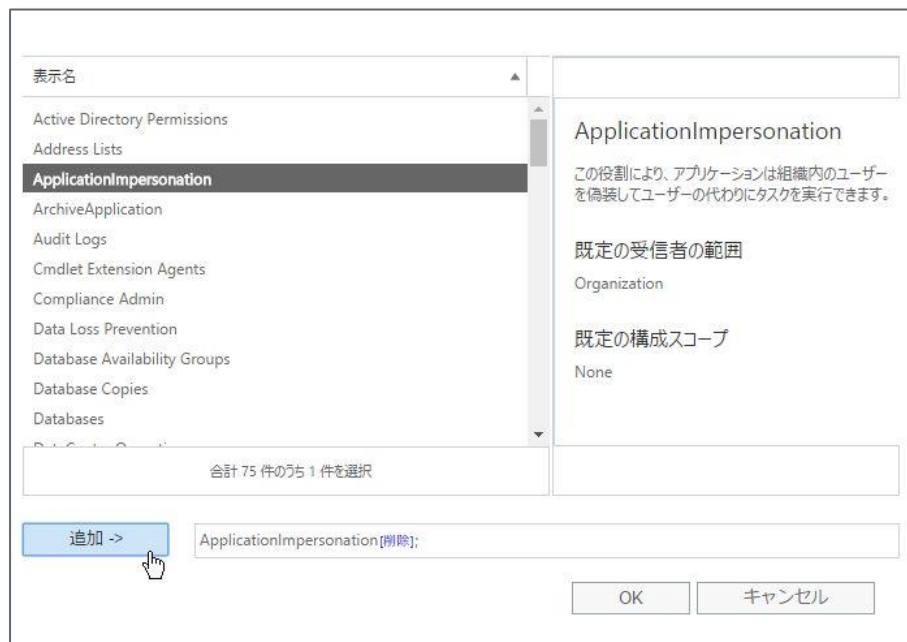 表示名
Active Directory Permissions
Address Lists
ApplicationImpersonation
ArchiveApplication
Audit Logs
Cmdlet Extension Agents
Compliance Admin
Data Loss Prevention
Database Availability Groups
Database Copies
Databases
合計 75 件のうち 1 件を選択
ApplicationImpersonation
この役割により、アプリケーションは組織内のユーザー
を偽装してユーザーの代わりにタスクを実行できます。
既定の受信者の範囲
Organization
既定の構成スコープ
None
追加 ->
ApplicationImpersonation[削除];
OK
キャンセル